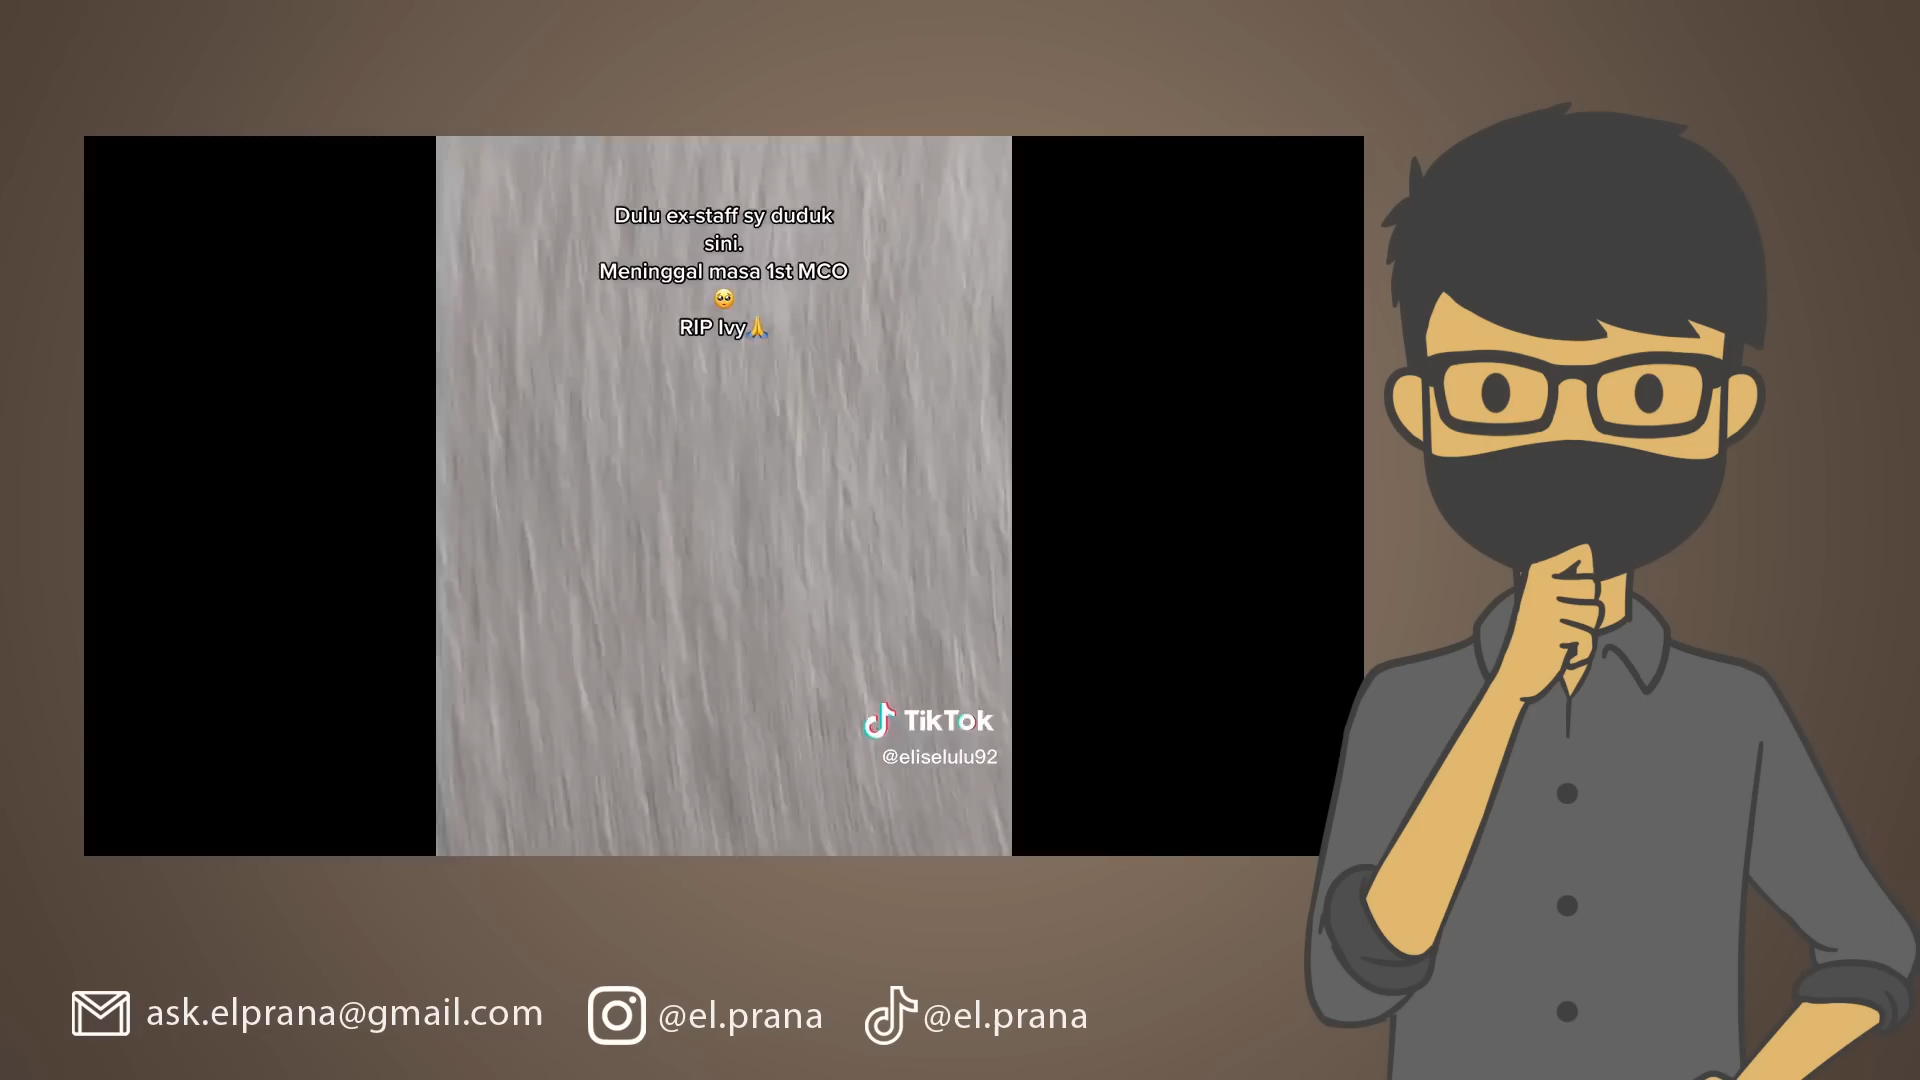 Dulu ex-staff sy duduk
sini.
Meninggal masa 1st MCO
🥺
RIP Ivy🙏
TikTok
@eliselulu92
ask.elprana@gmail.com
@el.prana
@el.prana